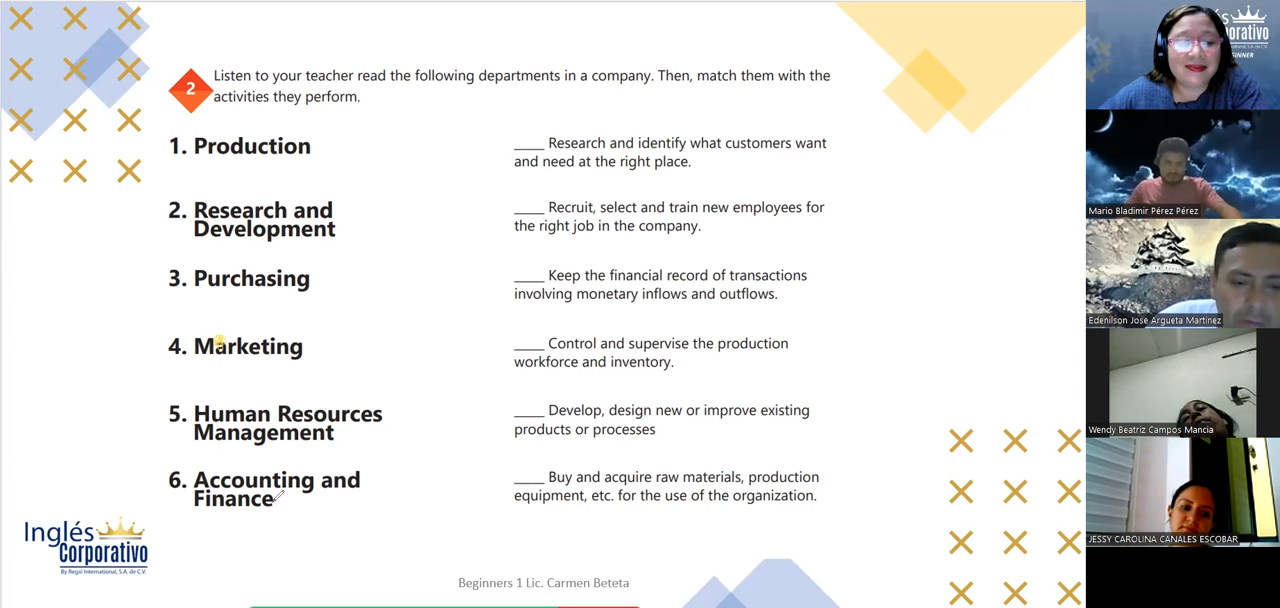 2
Listen to your teacher read the following departments in a company. Then, match them with the
activities they perform.
1. Production
____ Research and identify what customers want
and need at the right place.
2. Research and
Development
____ Recruit, select and train new employees for
the right job in the company.
3. Purchasing
____ Keep the financial record of transactions
involving monetary inflows and outflows.
4. Marketing
____ Control and supervise the production
workforce and inventory.
5. Human Resources
Management
____ Develop, design new or improve existing
products or processes
6. Accounting and
Finance
____ Buy and acquire raw materials, production
equipment, etc. for the use of the organization.
Inglés
Corporativo
By Regal International, S.A. de C.V.
Beginners 1 Lic. Carmen Beteta
Mario Bladimir Pérez Pérez
Edenilson Jose Argueta Martinez
Wendy Beatriz Campos Mancia
JESSY CAROLINA CANALES ESCOBAR